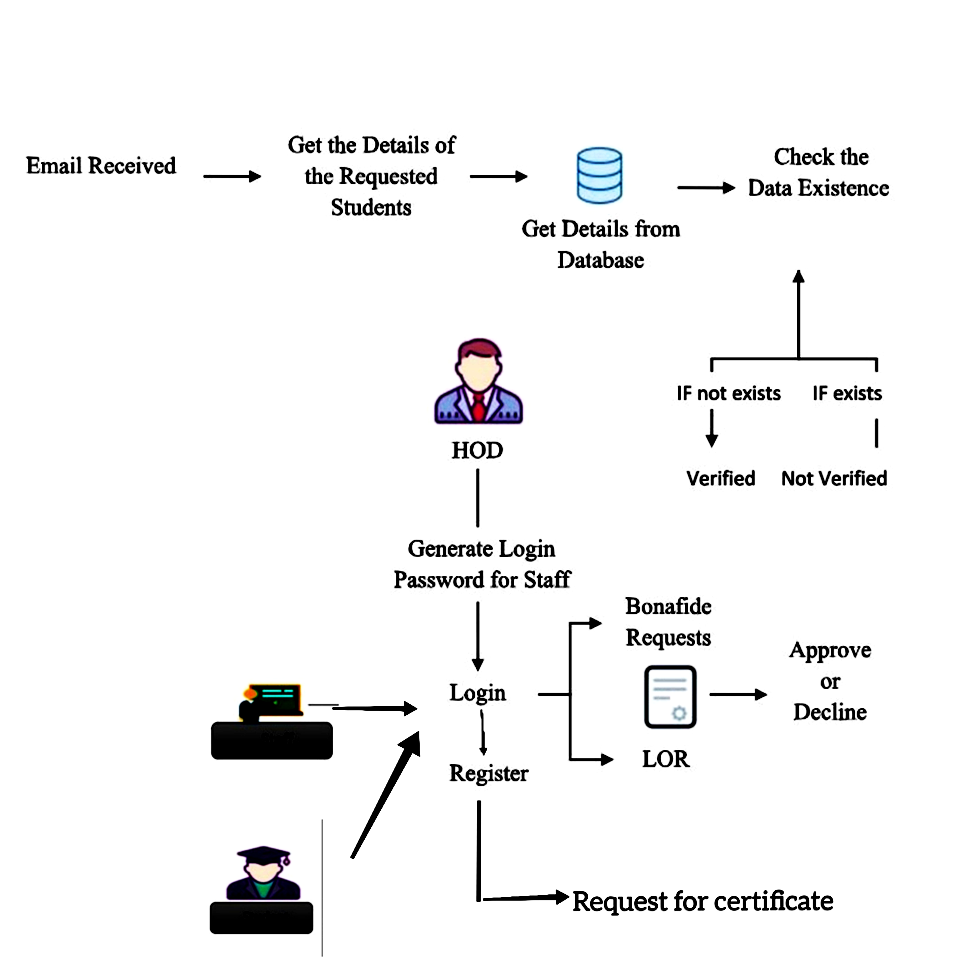 Email Received
Get the Details of
the Requested
Students
Get Details from
Database
Check the
Data Existence
IF not exists
IF exists
Verified
Not Verified
HOD
Generate Login
Password for Staff
Login
Register
Bonafide
Requests
LOR
Approve
or
Decline
Request for certificate